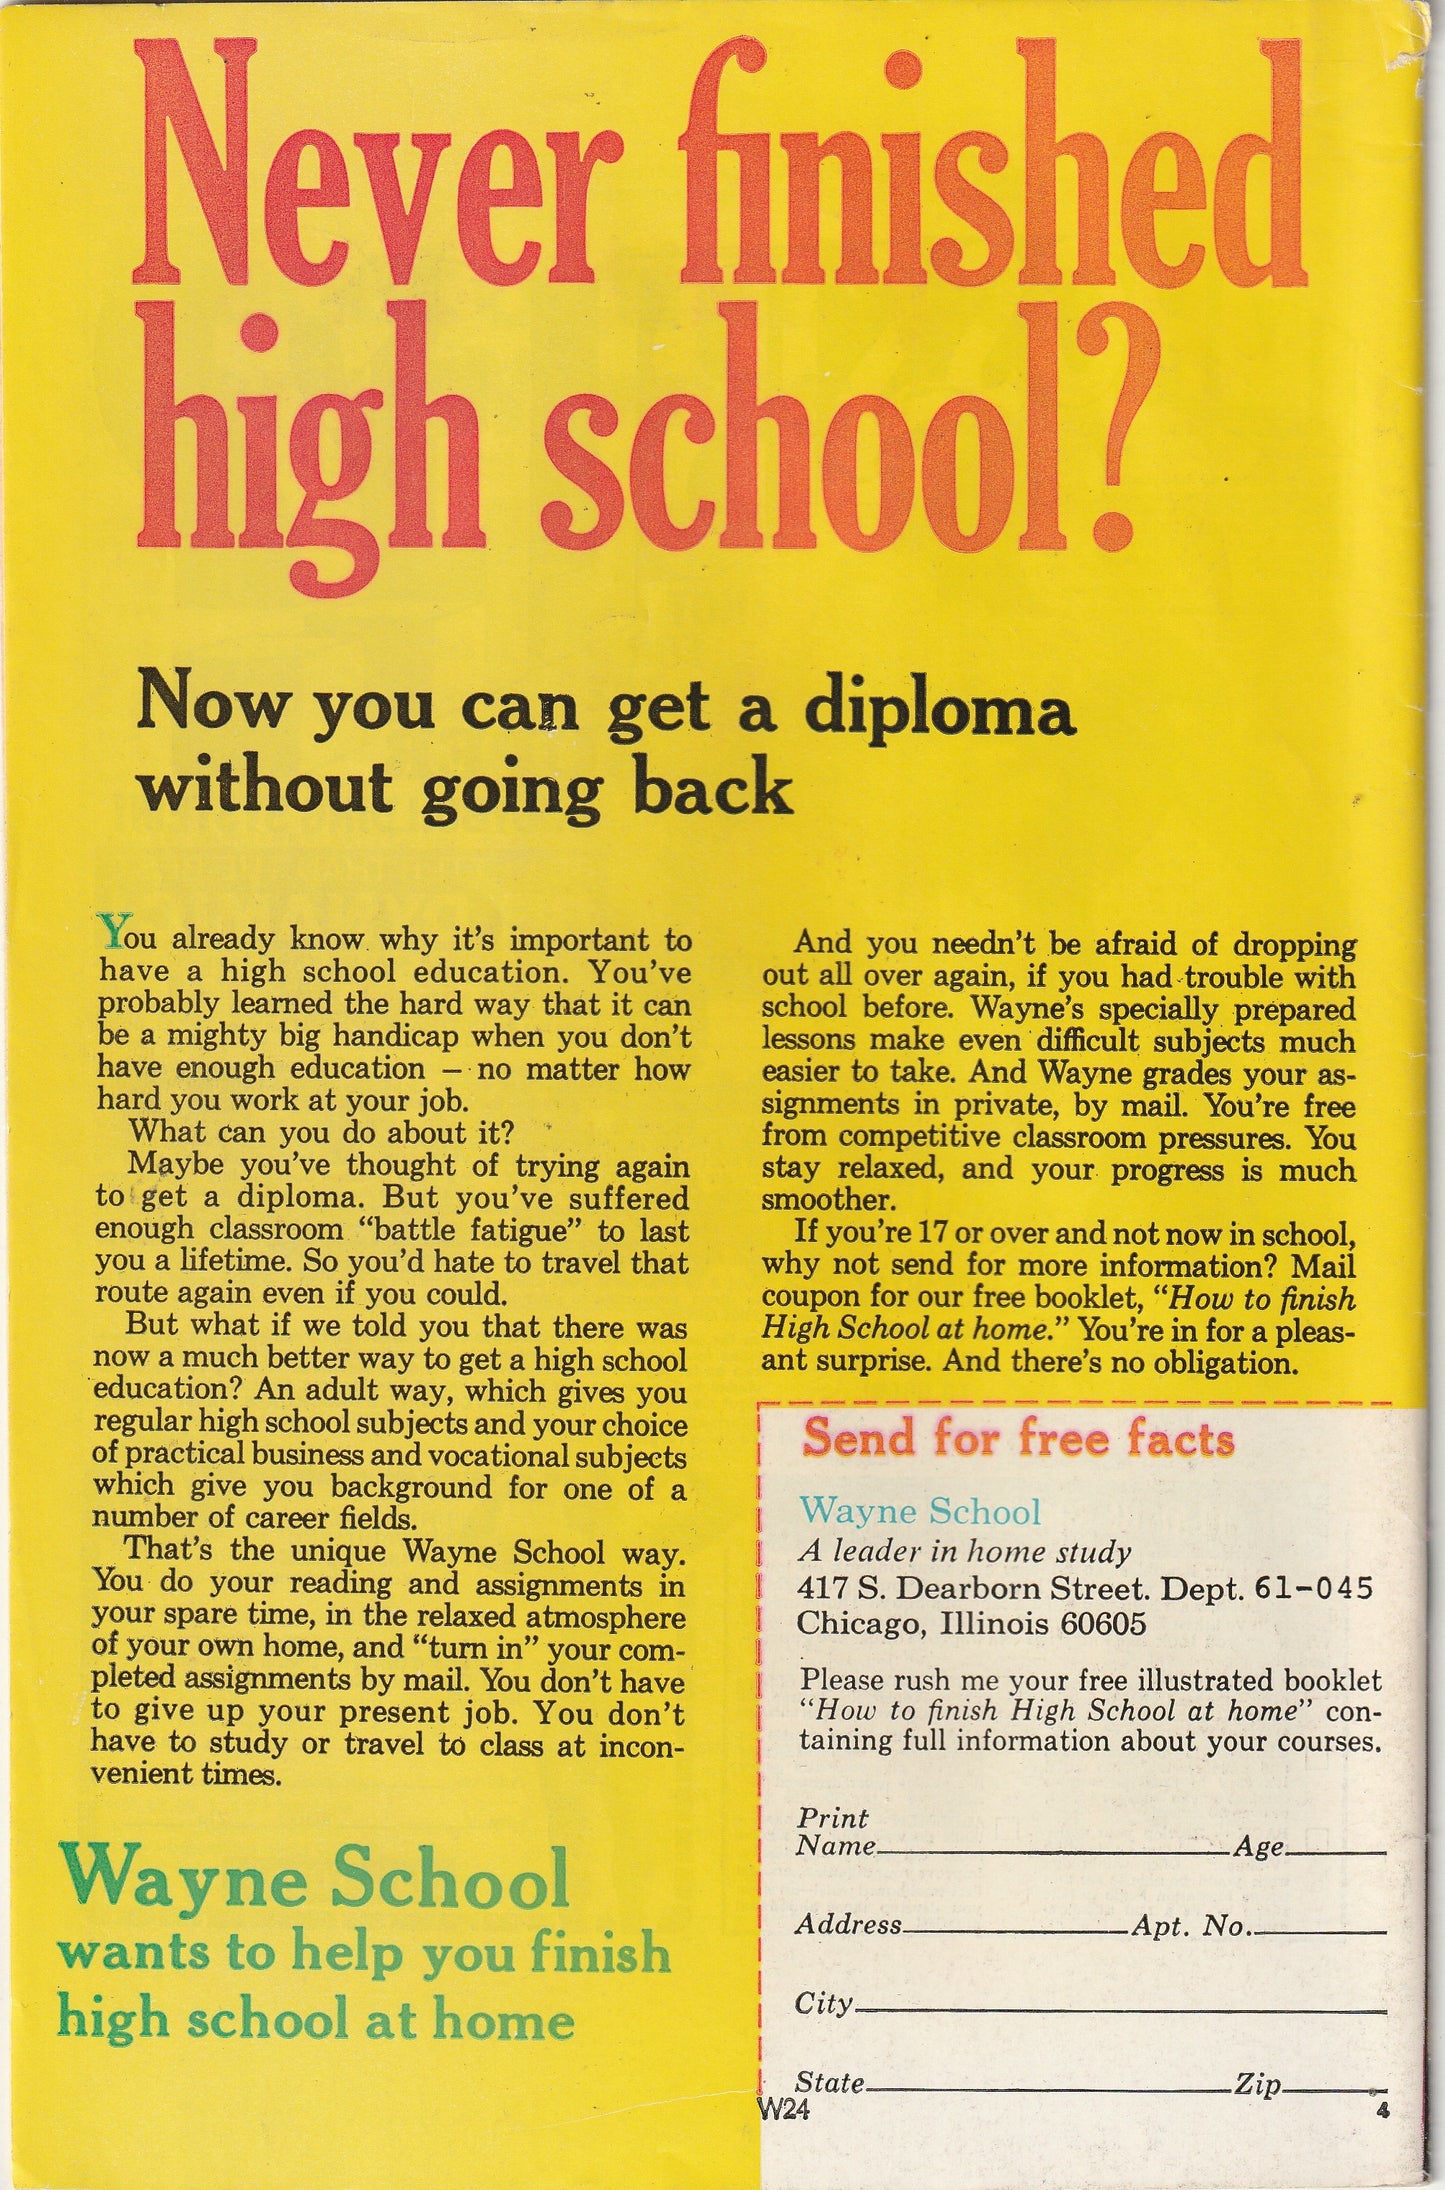 Never finished
high school?
Now you can get a diploma
without going back
You already know why it's important to
have a high school education. You've
probably learned the hard way that it can
be a mighty big handicap when you don't
have enough education – no matter how
hard you work at your job.
What can you do about it?
Maybe you've thought of trying again
to get a diploma. But you've suffered
enough classroom “battle fatigue” to last
you a lifetime. So you'd hate to travel that
route again even if you could.
But what if we told you that there was
now a much better way to get a high school
education? An adult way, which gives you
regular high school subjects and your choice
of practical business and vocational subjects
which give you background for one of a
number of career fields.
That's the unique Wayne School way.
You do your reading and assignments in
your spare time, in the relaxed atmosphere
of your own home, and “turn in” your com-
pleted assignments by mail. You don't have
to give up your present job. You don't
have to study or travel to class at incon-
venient times.
Wayne School
wants to help you finish
high school at home
And you needn't be afraid of dropping
out all over again, if you had trouble with
school before. Wayne's specially prepared
lessons make even difficult subjects much
easier to take. And Wayne grades your as-
signments in private, by mail. You're free
from competitive classroom pressures. You
stay relaxed, and your progress is much
smoother.
If you're 17 or over and not now in school,
why not send for more information? Mail
coupon for our free booklet, “How to finish
High School at home.” You're in for a pleas-
ant surprise. And there's no obligation.
Send for free facts
Wayne School
A leader in home study
417 S. Dearborn Street. Dept. 61-045
Chicago, Illinois 60605
Please rush me your free illustrated booklet
“How to finish High School at home” con-
taining full information about your courses.
Print
Name Age
Address Apt. No.
City
State Zip
W24 4